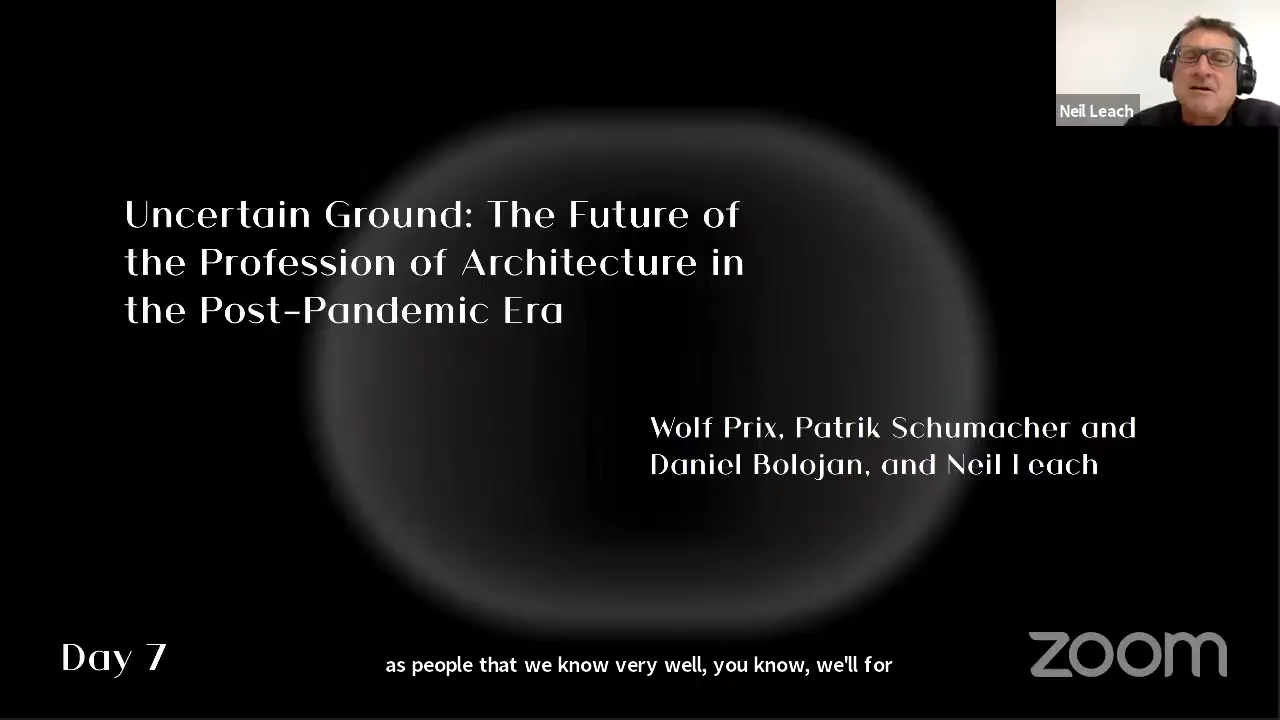 Neil Leach
Uncertain Ground: The Future of
the Profession of Architecture in
the Post-Pandemic Era
Wolf Prix, Patrik Schumacher and
Daniel Bolojan, and Neil Leach
Day 7
as people that we know very well, you know, we'll for
zoom